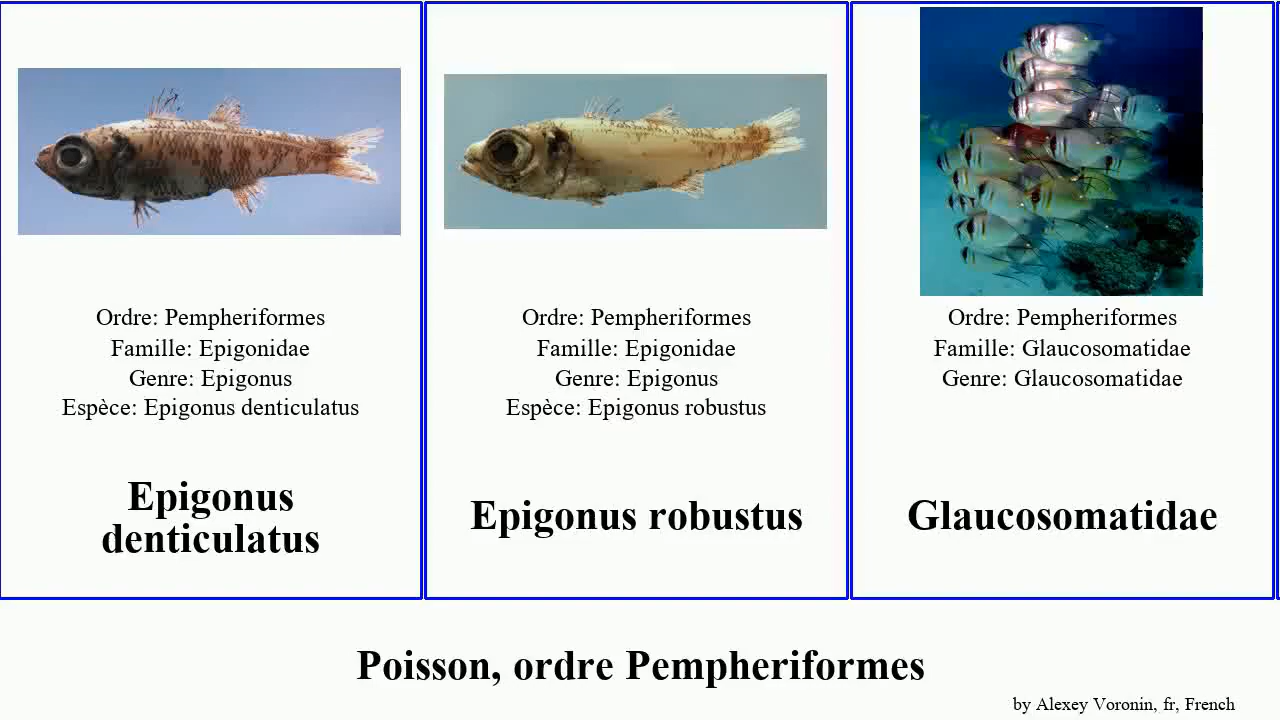 Ordre: Pempheriformes
Famille: Epigonidae
Genre: Epigonus
Espèce: Epigonus denticulatus
Epigonus
denticulatus
Ordre: Pempheriformes
Famille: Epigonidae
Genre: Epigonus
Espèce: Epigonus robustus
Epigonus robustus
Ordre: Pempheriformes
Famille: Glaucosomatidae
Genre: Glaucosomatidae
Glaucosomatidae
Poisson, ordre Pempheriformes
by Alexey Voronin, fr, French